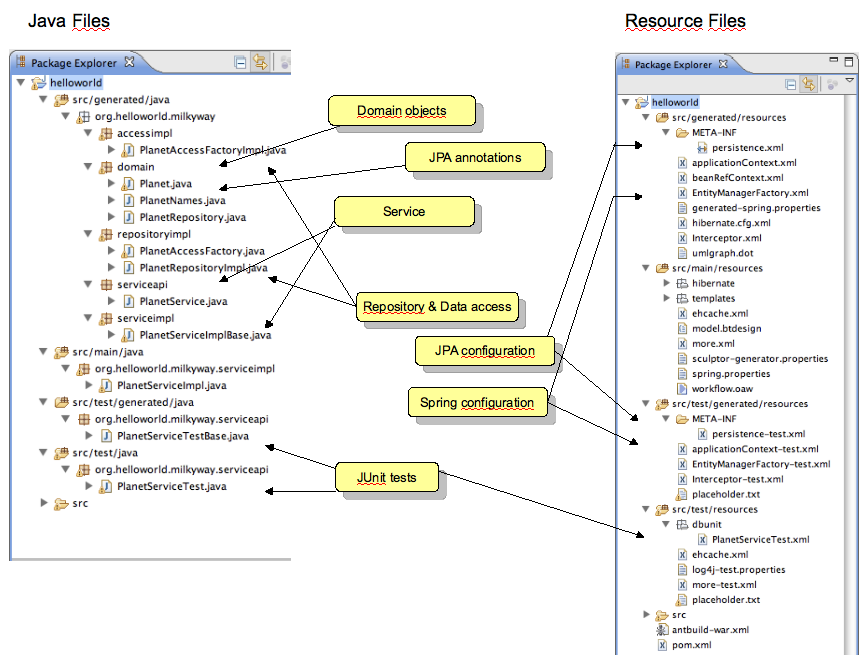 Java Files
Package Explorer
helloworld
src/generated/java
org.helloworld.milkyway
accessimpl
PlanetAccessFactoryImpl.java
domain
Planet.java
PlanetNames.java
PlanetRepository.java
repositoryimpl
PlanetAccessFactory.java
PlanetRepositoryImpl.java
serviceapi
PlanetService.java
serviceimpl
PlanetServiceImplBase.java
src/main/java
org.helloworld.milkyway.serviceimpl
PlanetServiceImpl.java
src/test/generated/java
org.helloworld.milkyway.serviceapi
PlanetServiceTestBase.java
src/test/java
org.helloworld.milkyway.serviceapi
PlanetServiceTest.java
src
Domain objects
JPA annotations
Service
Repository & Data access
JPA configuration
Spring configuration
JUnit tests
Resource Files
Package Explorer
helloworld
src/generated/resources
META-INF
persistence.xml
applicationContext.xml
beanRefContext.xml
EntityManagerFactory.xml
generated-spring.properties
hibernate.cfg.xml
Interceptor.xml
umlgraph.dot
src/main/resources
hibernate
templates
ehcache.xml
model.btdesign
more.xml
sculptor-generator.properties
spring.properties
workflow.oaw
src/test/generated/resources
META-INF
persistence-test.xml
applicationContext-test.xml
EntityManagerFactory-test.xml
Interceptor-test.xml
placeholder.txt
src/test/resources
dbunit
PlanetServiceTest.xml
ehcache.xml
log4j-test.properties
more-test.xml
placeholder.txt
src
antbuild-war.xml
pom.xml